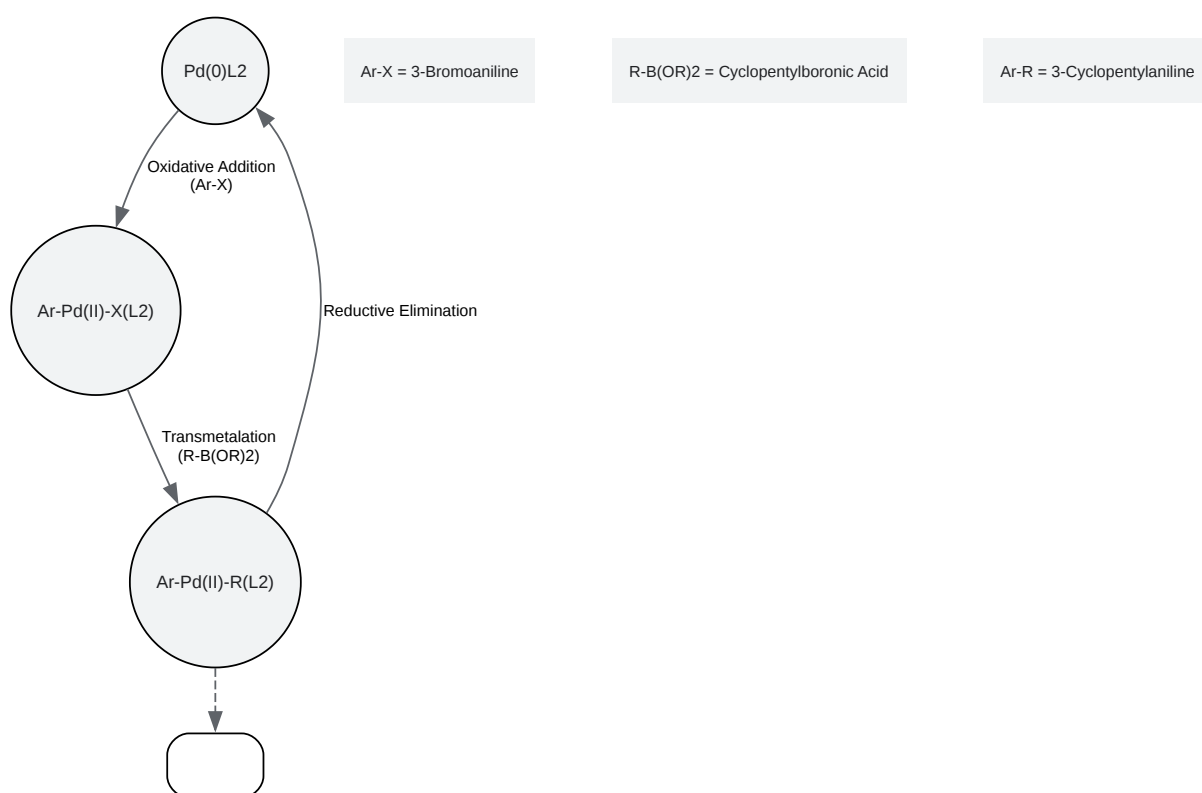 Pd(0)L2
Ar-X = 3-Bromoaniline
R-B(OR)2 = Cyclopentylboronic Acid
Ar-R = 3-Cyclopentylaniline
Oxidative Addition
(Ar-X)
Ar-Pd(II)-X(L2)
Reductive Elimination
Transmetalation
(R-B(OR)2)
Ar-Pd(II)-R(L2)